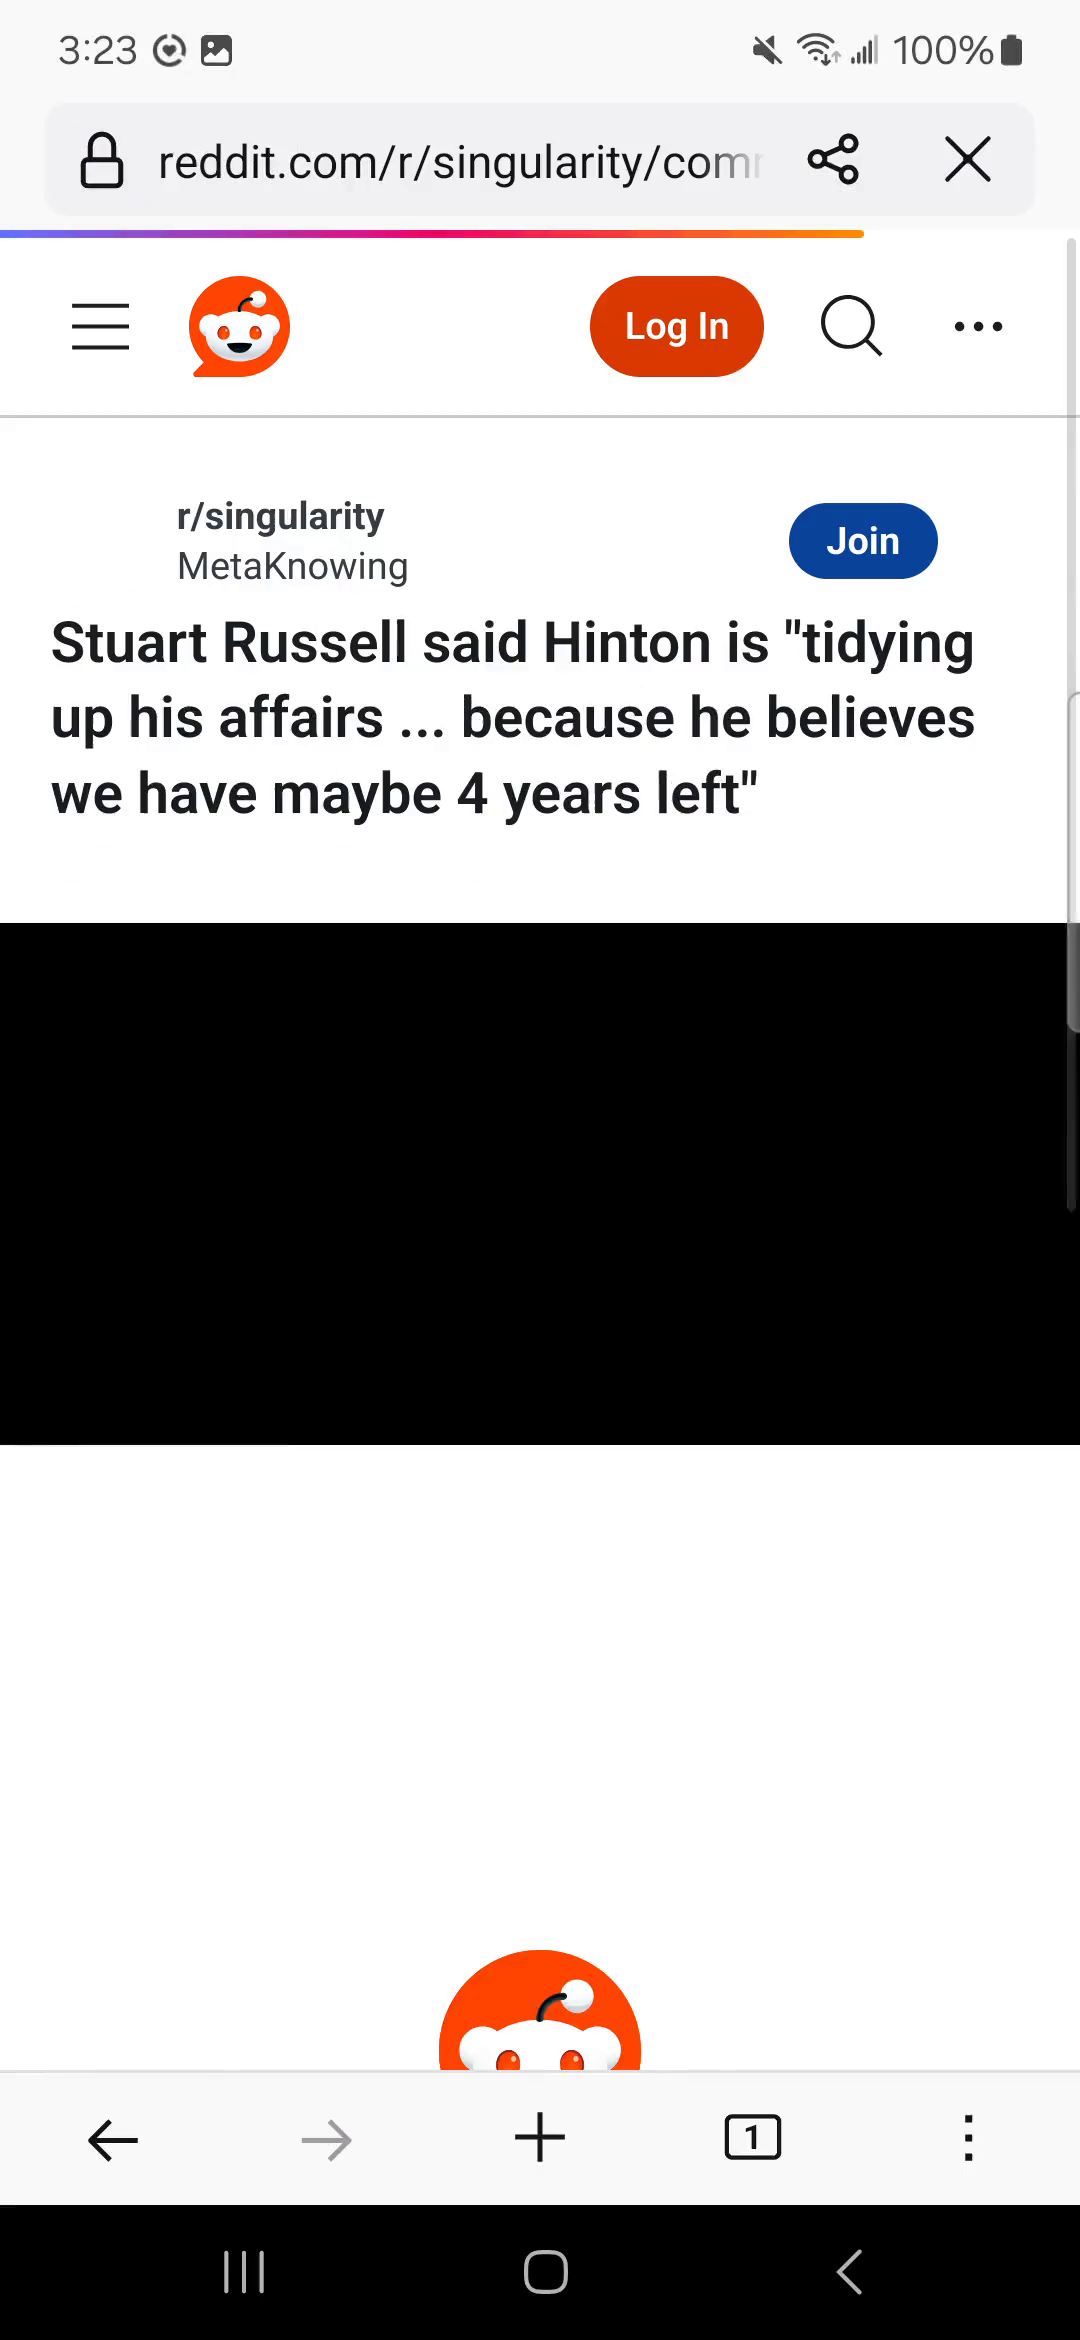 3:23
100%
reddit.com/r/singularity/com
Log In
r/singularity
MetaKnowing
Join
Stuart Russell said Hinton is "tidying
up his affairs ... because he believes
we have maybe 4 years left"
1